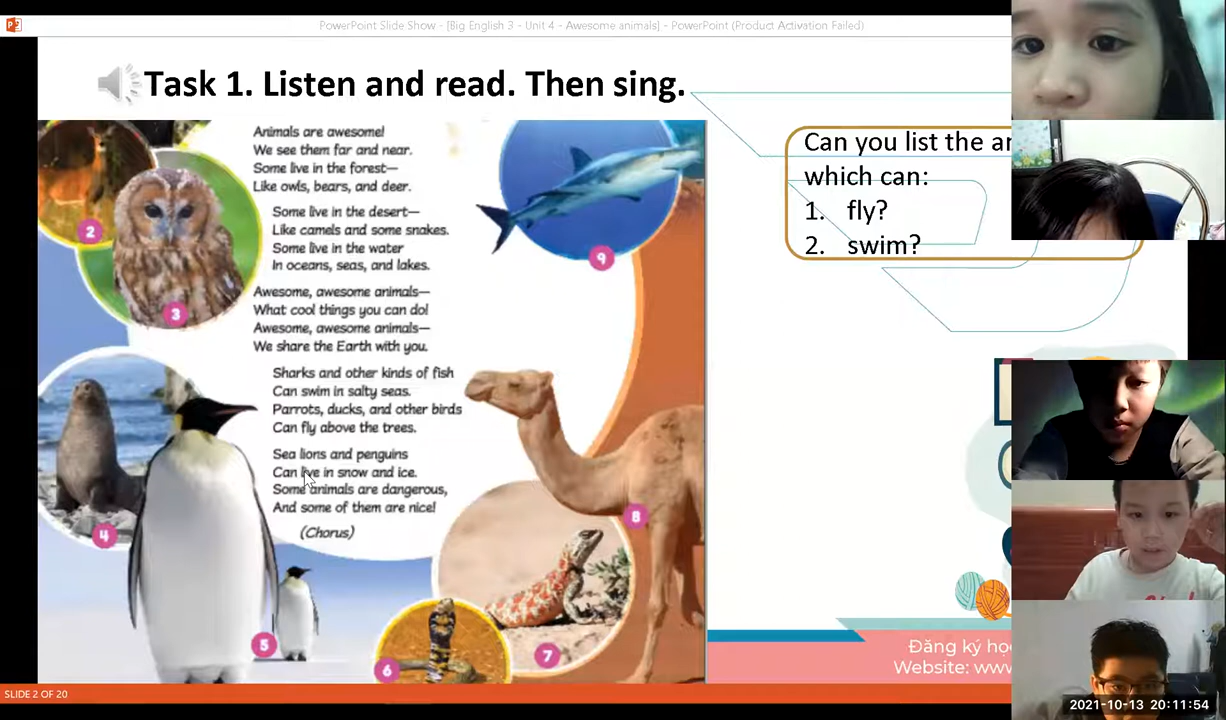 PowerPoint Slide Show - [Big English 3 - Unit 4 - Awesome animals] - PowerPoint (Product Activation Failed)
Task 1. Listen and read. Then sing.
Animals are awesome!
We see them far and near.
Some live in the forest—
Like owls, bears, and deer.
Some live in the desert—
Like camels and some snakes.
Some live in the water
In oceans, seas, and lakes.
Awesome, awesome animals—
What cool things you can do!
Awesome, awesome animals—
We share the Earth with you.
Sharks and other kinds of fish
Can swim in salty seas.
Parrots, ducks, and other birds
Can fly above the trees.
Sea lions and penguins
Can live in snow and ice.
Some animals are dangerous,
And some of them are nice!
(Chorus)
2
3
4
5
6
7
8
9
Can you list the
which can:
1. fly?
2. swim?
Đăng ký
Website:
SLIDE 2 OF 20
2021-10-13 20:11:54